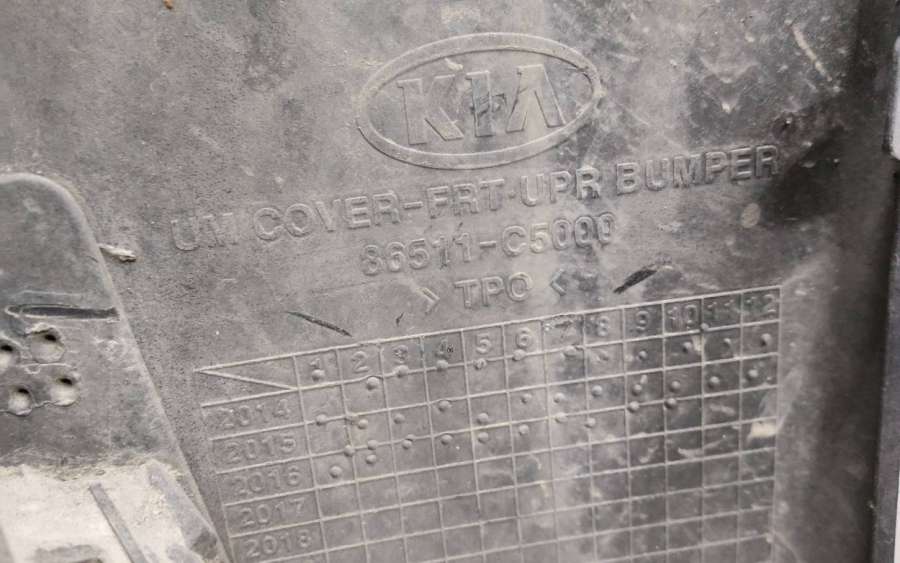 KIA
UM COVER-FRT·UPR BUMPER
86511-C5000
> TPO <
1 2 3 4 5 6 7 8 9 10 11 12
2014
2015
2016
2017
2018